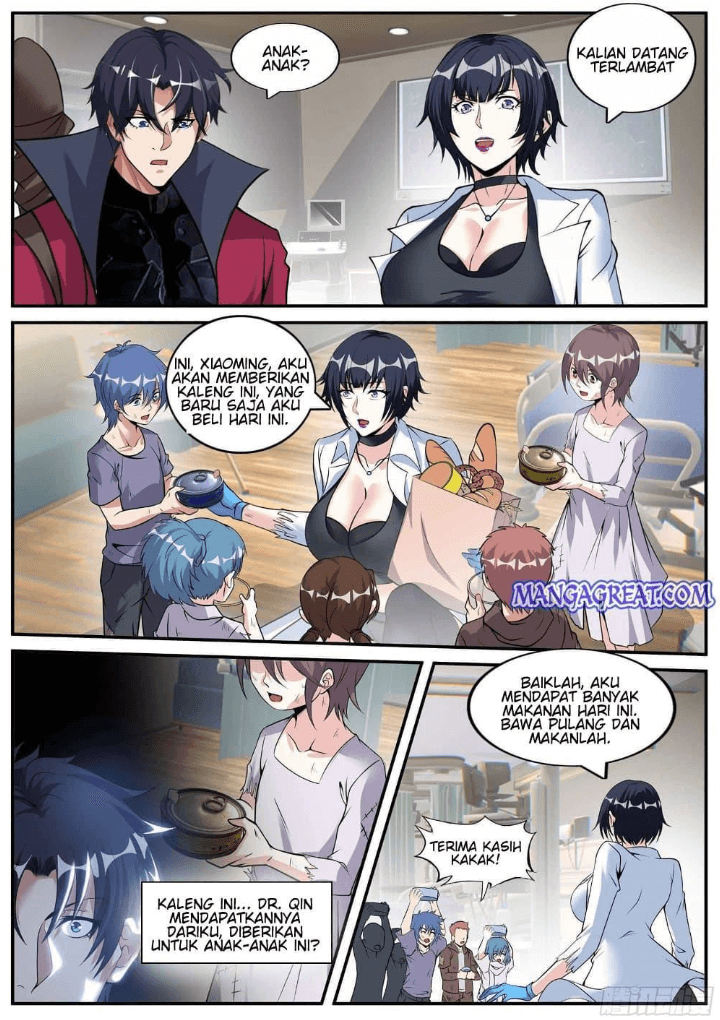 ANAK-
ANAK?
KALIAN DATANG
TERLAMBAT
INI, XIAOMING, AKU
AKAN MEMBERIKAN
KALENG INI, YANG
BARU SAJA AKU
BELI HARI INI.
MANGAGREAT.COM
BAIKLAH, AKU
MENDAPAT BANYAK
MAKANAN HARI INI.
BAWA PULANG DAN
MAKANLAH.
TERIMA KASIH
KAKAK!
KALENG INI... DR. QIN
MENDAPATKANNYA
DARIKU, DIBERIKAN
UNTUK ANAK-ANAK INI?